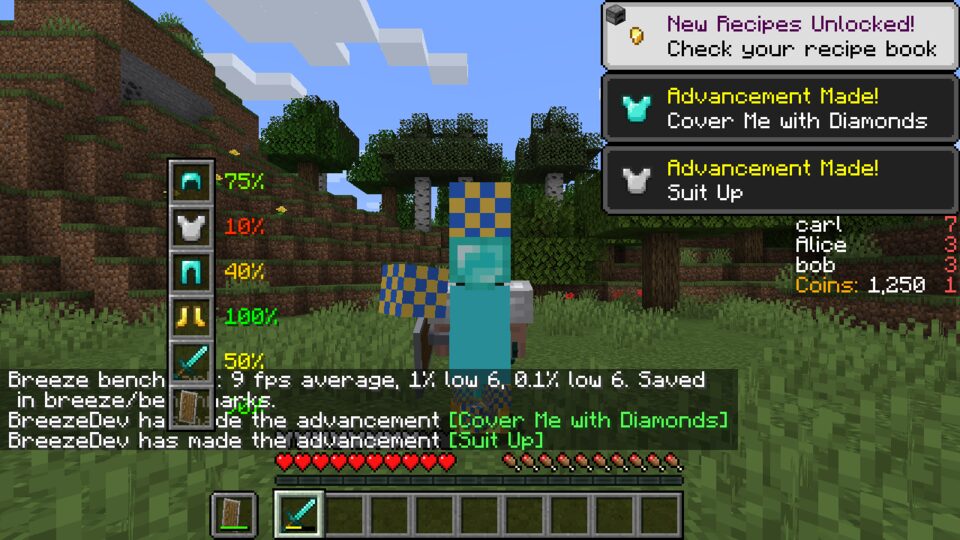 New Recipes Unlocked!
Check your recipe book
Advancement Made!
Cover Me with Diamonds
Advancement Made!
Suit Up
75%
10%
40%
100%
50%
carl 7
Alice 3
bob 3
Coins: 1,250 1
Breeze bench : 9 fps average, 1% low 6, 0.1% low 6. Saved
in breeze/be marks.
BreezeDev ha de the advancement [Cover Me with Diamonds]
BreezeDev has made the advancement [Suit Up]